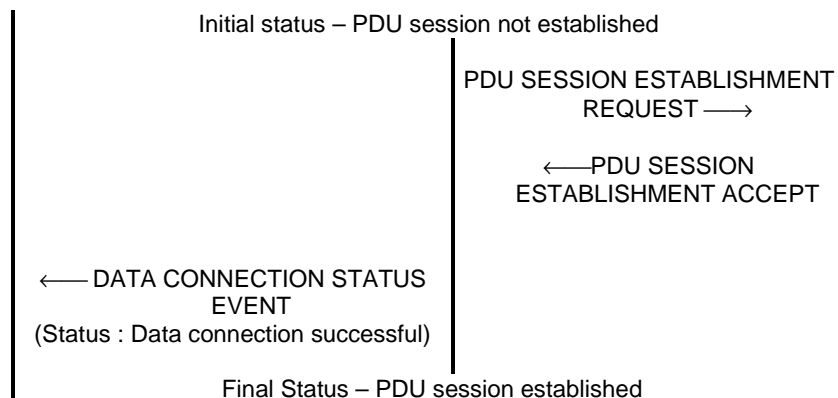 Initial status – PDU session not established
PDU SESSION ESTABLISHMENT
REQUEST ⟶
⟵PDU SESSION
ESTABLISHMENT ACCEPT
⟵ DATA CONNECTION STATUS
EVENT
(Status : Data connection successful)
Final Status – PDU session established